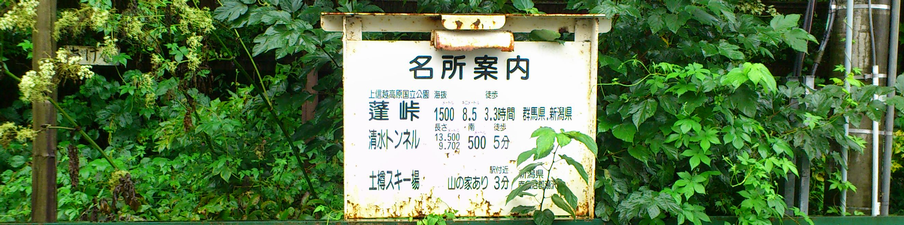 名所案内
上信越高原国立公園 海抜 徒歩
蓬峠 1500 8.5 3.3時間 群馬県,新潟県
長さ 南 徒歩
清水トンネル 13.500 9.702 500 5分
駅付近
土樽スキー場 山の家あり 3分 新潟県